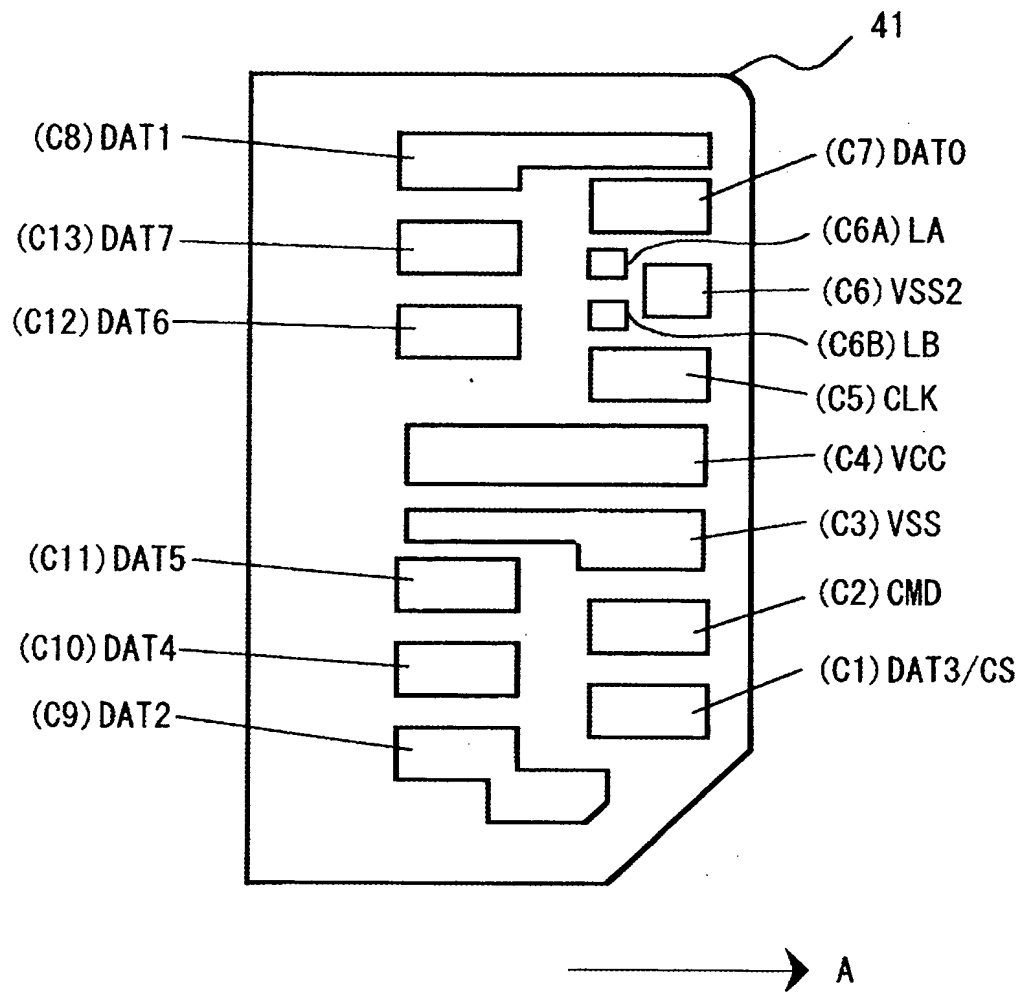 41
(C8)DAT1
(C7)DAT0
(C13)DAT7
(C6A)LA
(C6)VSS2
(C12)DAT6
(C6B)LB
(C5)CLK
(C4)VCC
(C3)VSS
(C11)DAT5
(C2)CMD
(C10)DAT4
(C1)DAT3/CS
(C9)DAT2
A